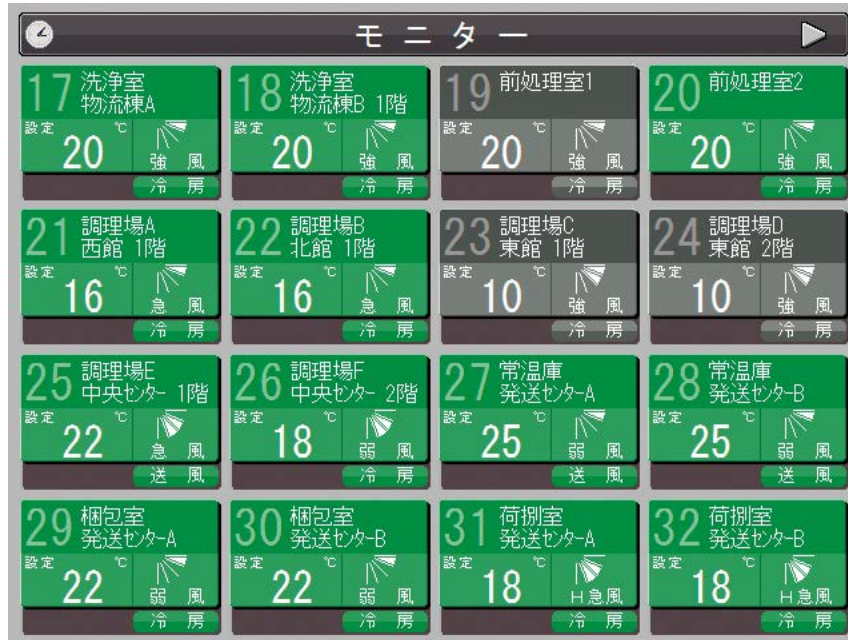 モニター
17 洗浄室
物流棟A
設定 20 ℃ 強風
冷房
18 洗浄室
物流棟B 1階
設定 20 ℃ 強風
冷房
19 前処理室1
設定 20 ℃ 強風
冷房
20 前処理室2
設定 20 ℃ 強風
冷房
21 調理場A
西館 1階
設定 16 ℃ 急風
冷房
22 調理場B
北館 1階
設定 16 ℃ 急風
冷房
23 調理場C
東館 1階
設定 10 ℃ 強風
冷房
24 調理場D
東館 2階
設定 10 ℃ 強風
冷房
25 調理場E
中央センター 1階
設定 22 ℃ 急風
送風
26 調理場F
中央センター 2階
設定 18 ℃ 弱風
冷房
27 常温庫
発送センターA
設定 25 ℃ 弱風
送風
28 常温庫
発送センターB
設定 25 ℃ 弱風
送風
29 梱包室
発送センターA
設定 22 ℃ 弱風
冷房
30 梱包室
発送センターB
設定 22 ℃ 弱風
冷房
31 荷捌室
発送センターA
設定 18 ℃ H急風
冷房
32 荷捌室
発送センターB
設定 18 ℃ H急風
冷房